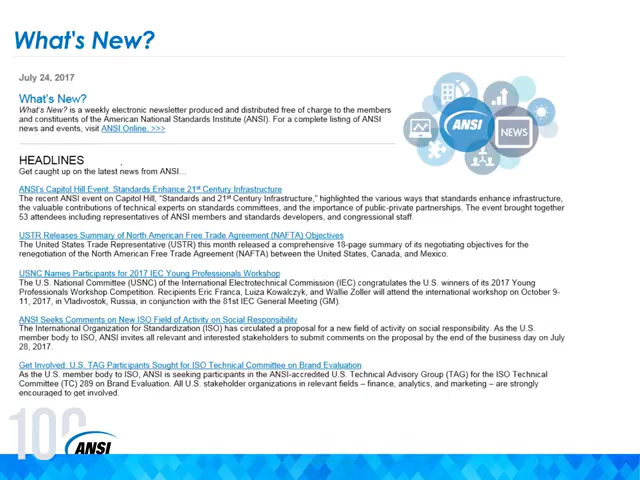 What's New?
July 24, 2017
What's New?
What's New? is a weekly electronic newsletter produced and distributed free of charge to the members
and constituents of the American National Standards Institute (ANSI). For a complete listing of ANSI
news and events, visit ANSI Online. >>>
ANSI
NEWS
HEADLINES
Get caught up on the latest news from ANSI…
ANSI's Capitol Hill Event: Standards Enhance 21st Century Infrastructure
The recent ANSI event on Capitol Hill, "Standards and 21st Century Infrastructure," highlighted the various ways that standards enhance infrastructure,
the valuable contributions of technical experts on standards committees, and the importance of public-private partnerships. The event brought together
53 attendees including representatives of ANSI members and standards developers, and congressional staff.
USTR Releases Summary of North American Free Trade Agreement (NAFTA) Objectives
The United States Trade Representative (USTR) this month released a comprehensive 18-page summary of its negotiating objectives for the
renegotiation of the North American Free Trade Agreement (NAFTA) between the United States, Canada, and Mexico.
USNC Names Participants for 2017 IEC Young Professionals Workshop
The U.S. National Committee (USNC) of the International Electrotechnical Commission (IEC) congratulates the U.S. winners of its 2017 Young
Professionals Workshop Competition. Recipients Eric Franca, Luiza Kowalczyk, and Wallie Zoller will attend the international workshop on October 9-
11, 2017, in Vladivostok, Russia, in conjunction with the 81st IEC General Meeting (GM).
ANSI Seeks Comments on New ISO Field of Activity on Social Responsibility
The International Organization for Standardization (ISO) has circulated a proposal for a new field of activity on social responsibility. As the U.S.
member body to ISO, ANSI invites all relevant and interested stakeholders to submit comments on the proposal by the end of the business day on July
28, 2017.
Get Involved: U.S. TAG Participants Sought for ISO Technical Committee on Brand Evaluation
As the U.S. member body to ISO, ANSI is seeking participants in the ANSI-accredited U.S. Technical Advisory Group (TAG) for the ISO Technical
Committee (TC) 289 on Brand Evaluation. All U.S. stakeholder organizations in relevant fields – finance, analytics, and marketing – are strongly
encouraged to get involved.
100
ANSI